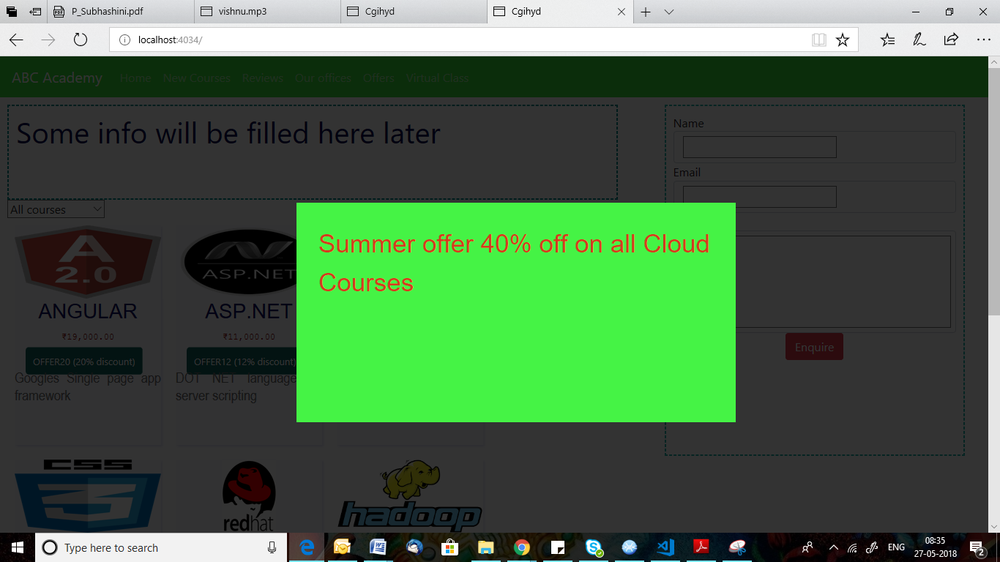 P_Subhashini.pdf
vishnu.mp3
Cgihyd
Cgihyd
localhost:4034/
ABC Academy Home New Courses Reviews Our offices Offers Virtual Class
Some info will be filled here later
Name
Email
All courses
Summer offer 40% off on all Cloud
Courses
A
2.0
ASP.NET
ANGULAR
ASP.NET
₹19,000.00
₹11,000.00
OFFER20 (20% discount)
OFFER12 (12% discount)
Googles Single page app
framework
DOT NET language
server scripting
Enquire
CSS
redhat
hadoop
Type here to search
ENG
08:35
27-05-2018
2